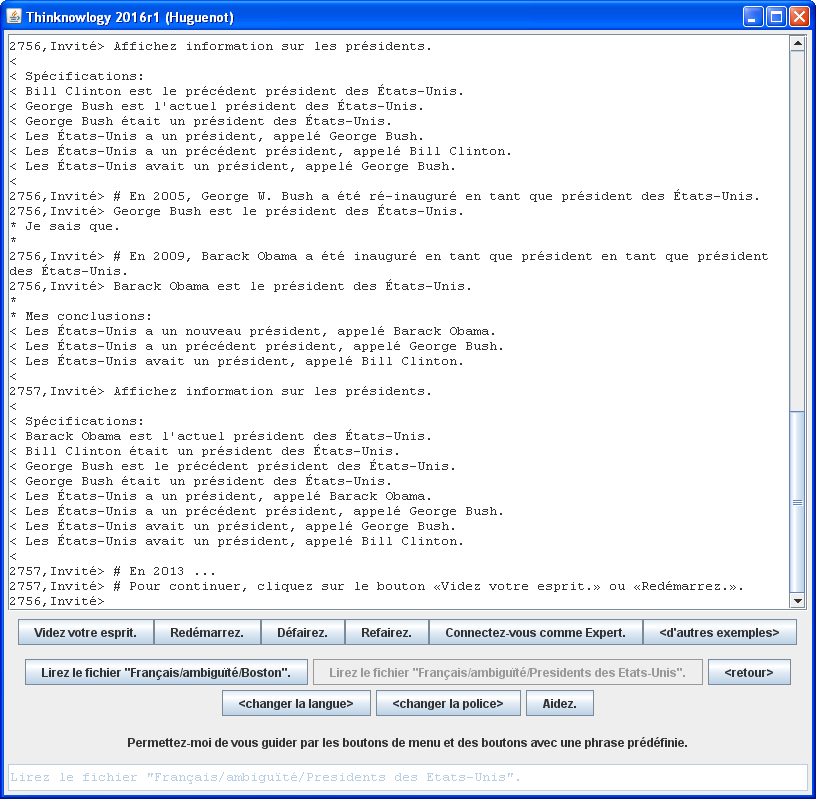 Thinknowlogy 2016r1 (Huguenot)
2756,Invité> Affichez information sur les présidents.
<
< Spécifications:
< Bill Clinton est le précédent président des États-Unis.
< George Bush est l'actuel président des États-Unis.
< George Bush était un président des États-Unis.
< Les États-Unis a un président, appelé George Bush.
< Les États-Unis a un précédent président, appelé Bill Clinton.
< Les États-Unis avait un président, appelé George Bush.
<
2756,Invité> # En 2005, George W. Bush a été ré-inauguré en tant que président des États-Unis.
2756,Invité> George Bush est le président des États-Unis.
* Je sais que.
*
2756,Invité> # En 2009, Barack Obama a été inauguré en tant que président en tant que président
des États-Unis.
2756,Invité> Barack Obama est le président des États-Unis.
*
* Mes conclusions:
< Les États-Unis a un nouveau président, appelé Barack Obama.
< Les États-Unis a un précédent président, appelé George Bush.
< Les États-Unis avait un président, appelé Bill Clinton.
<
2757,Invité> Affichez information sur les présidents.
<
< Spécifications:
< Barack Obama est l'actuel président des États-Unis.
< Bill Clinton était un président des États-Unis.
< George Bush est le précédent président des États-Unis.
< George Bush était un président des États-Unis.
< Les États-Unis a un président, appelé Barack Obama.
< Les États-Unis a un précédent président, appelé George Bush.
< Les États-Unis avait un président, appelé George Bush.
< Les États-Unis avait un président, appelé Bill Clinton.
<
2757,Invité> # En 2013 ...
2757,Invité> # Pour continuer, cliquez sur le bouton «Videz votre esprit.» ou «Redémarrez.».
2756,Invité>
Videz votre esprit. Redémarrez. Défairez. Refairez. Connectez-vous comme Expert. <d'autres exemples>
Lirez le fichier "Français/ambiguïté/Boston". Lirez le fichier "Français/ambiguïté/Presidents des Etats-Unis". <retour>
<changer la langue> <changer la police> Aidez.
Permettez-moi de vous guider par les boutons de menu et des boutons avec une phrase prédéfinie.
Lirez le fichier "Français/ambiguïté/Presidents des Etats-Unis".